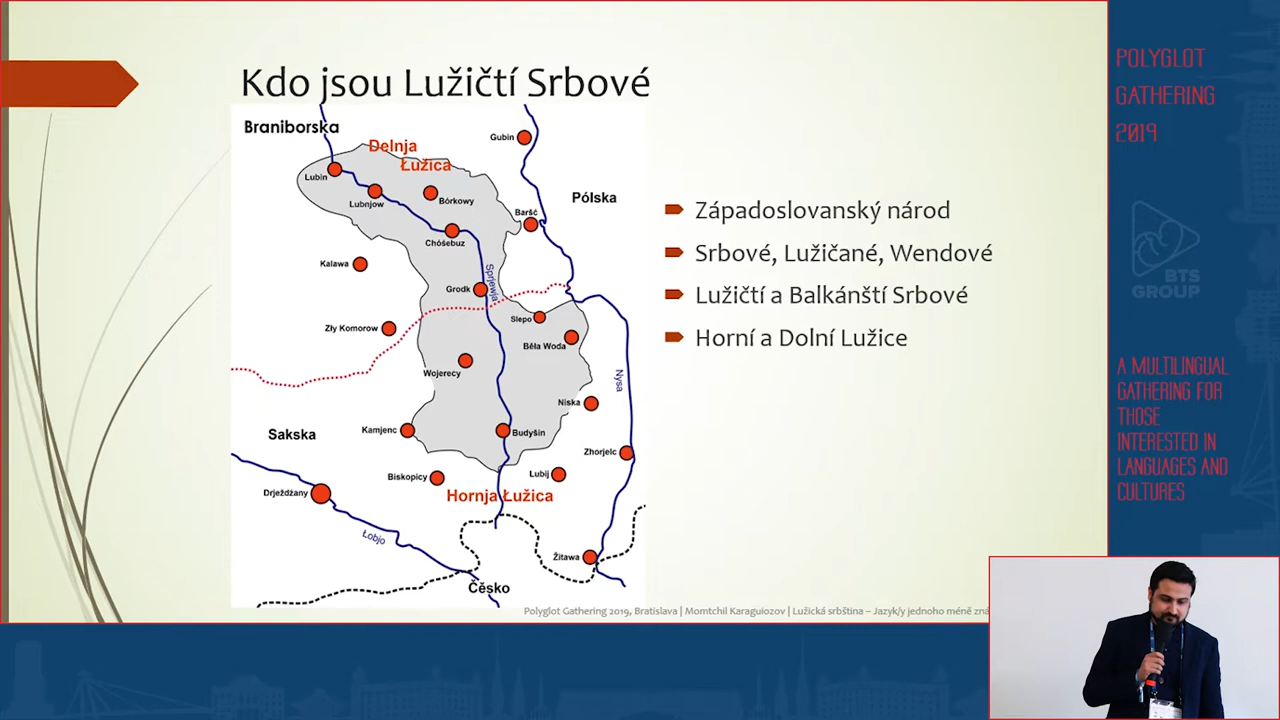 Kdo jsou Lužičtí Srbové
Braniborska
Delnja
Łužica
Gubin
Lubin
Pólska
Lubnjow
Bórkowy
Baršć
Chóśebuz
Kalawa
Sprjewja
Grodk
Slepo
Zły Komorow
Běła Woda
Wojerecy
Nysa
Niska
Sakska
Kamjenc
Budyšin
Zhorjelc
Biskopicy
Lubij
Drježdźany
Hornja Łužica
Łobjo
Žitawa
Čěsko
Západoslovanský národ
Srbové, Lužičané, Wendové
Lužičtí a Balkánští Srbové
Horní a Dolní Lužice
Polyglot Gathering 2019, Bratislava | Momtchil Karaguiozov | Lužická srbština – Jazyk/y jednoho méně zná
POLYGLOT
GATHERING
2019
BTS
GROUP
A MULTILINGUAL
GATHERING FOR
THOSE
INTERESTED IN
LANGUAGES AND
CULTURES